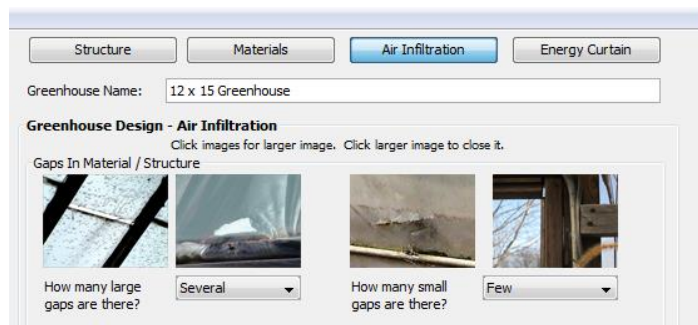 Structure Materials Air Infiltration Energy Curtain
Greenhouse Name: 12 x 15 Greenhouse
Greenhouse Design - Air Infiltration
Click images for larger image. Click larger image to close it.
Gaps In Material / Structure
How many large
gaps are there?
Several
How many small
gaps are there?
Few